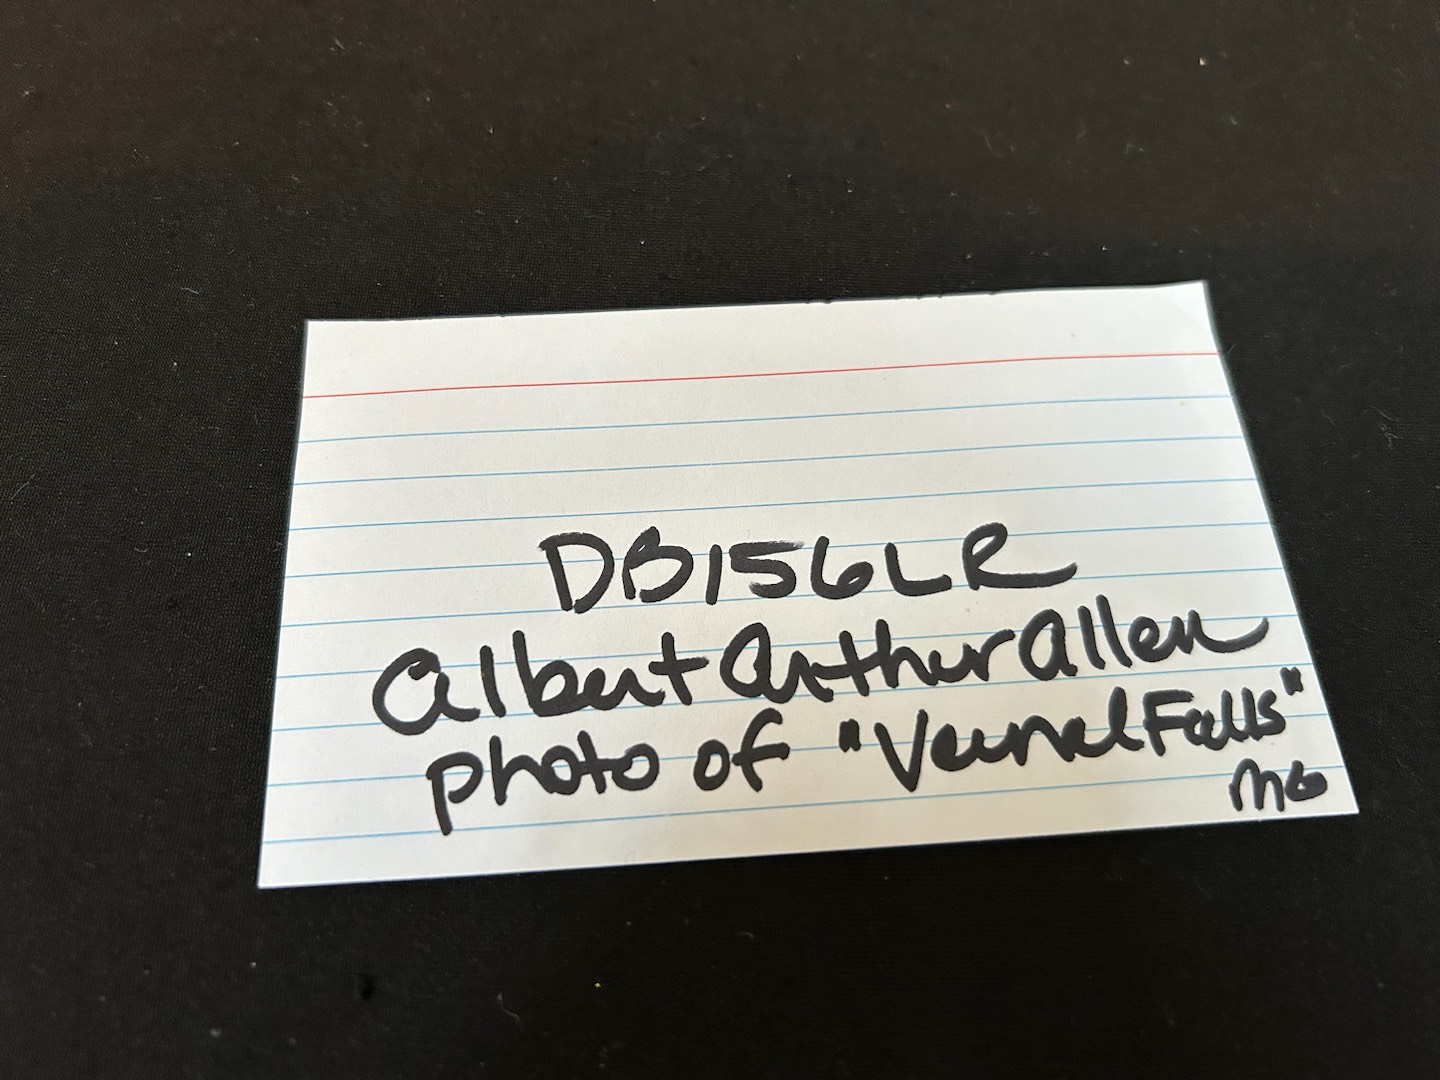 DB156LR
Albert Arthur Allen
photo of "Vernal Falls"
MG